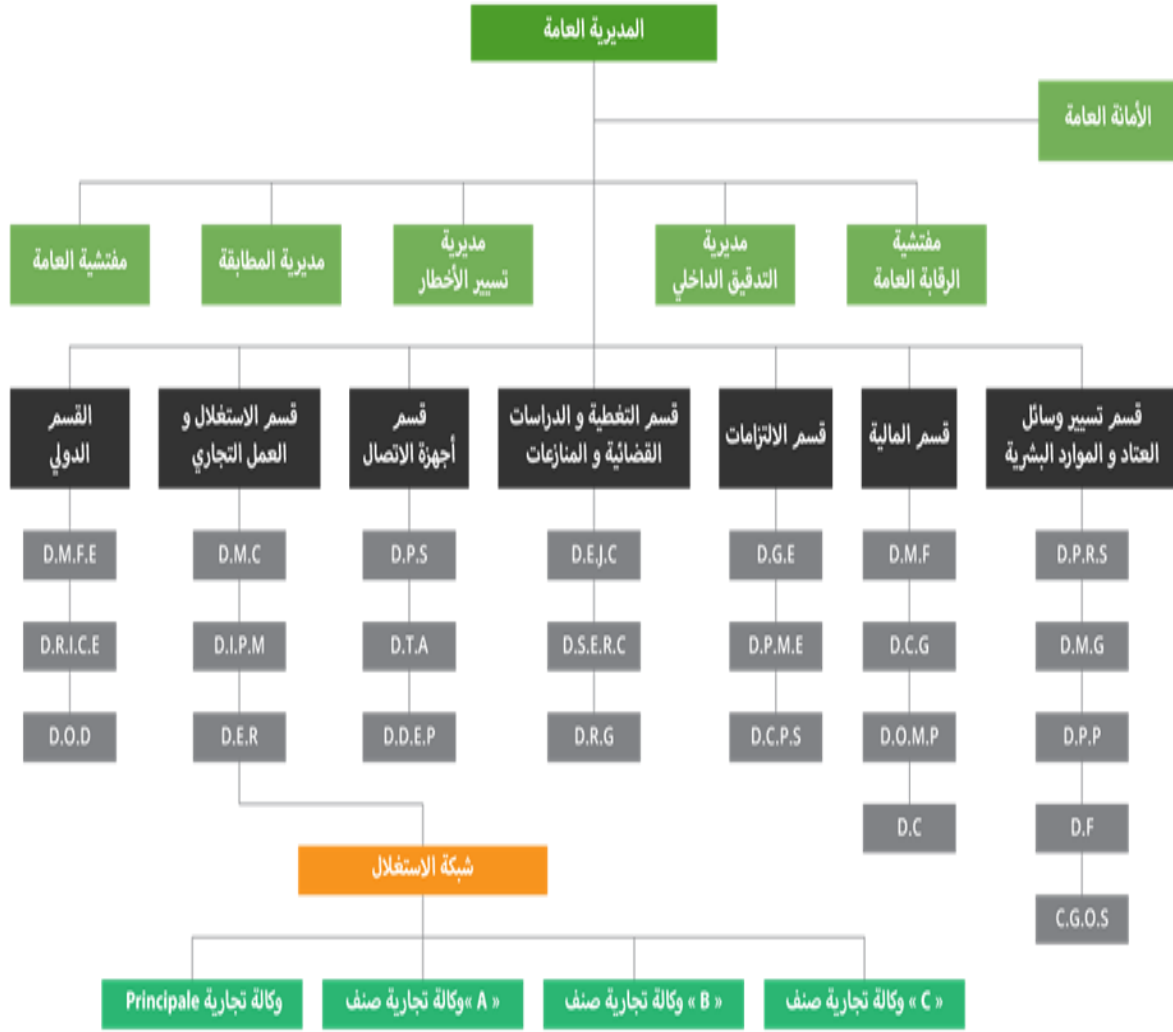 المديرية العامة
الأمانة العامة
مفتشية
الرقابة العامة
مديرية
التدقيق الداخلي
مديرية
تسيير الأخطار
مديرية المطابقة
مفتشية العامة
قسم تسيير وسائل
العتاد و الموارد البشرية
قسم المالية
قسم الالتزامات
قسم التغطية و الدراسات
القضائية و المنازعات
قسم
أجهزة الاتصال
قسم الاستغلال و
العمل التجاري
القسم
الدولي
D.P.R.S
D.M.F
D.G.E
D.E.J.C
D.P.S
D.M.C
D.M.F.E
D.M.G
D.C.G
D.P.M.E
D.S.E.R.C
D.T.A
D.I.P.M
D.R.I.C.E
D.P.P
D.O.M.P
D.C.P.S
D.R.G
D.D.E.P
D.E.R
D.O.D
D.F
D.C
C.G.O.S
شبكة الاستغلال
« C » وكالة تجارية صنف
« B » وكالة تجارية صنف
« A »وكالة تجارية صنف
وكالة تجارية Principale